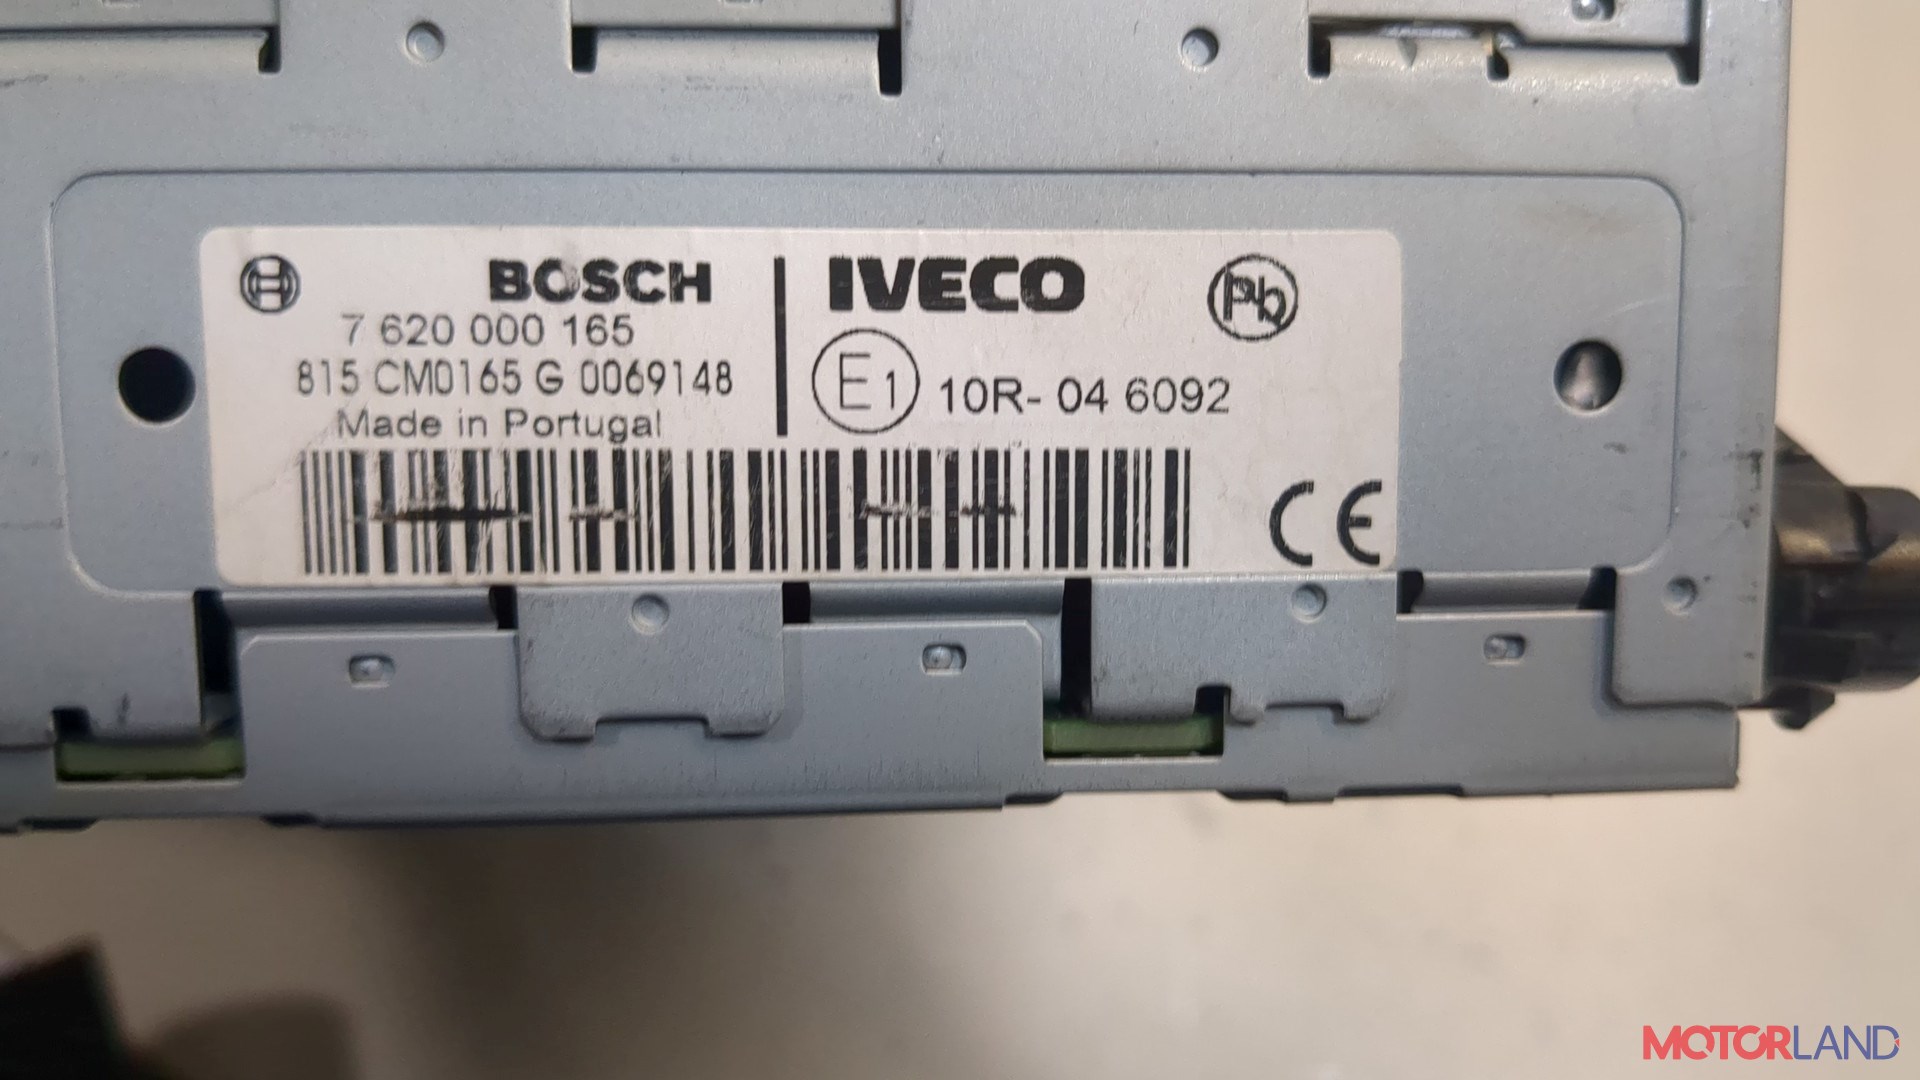 BOSCH
7 620 000 165
815 CM0165 G 0069148
Made in Portugal
IVECO
Pb
E1 10R- 04 6092
CE
MOTORLAND